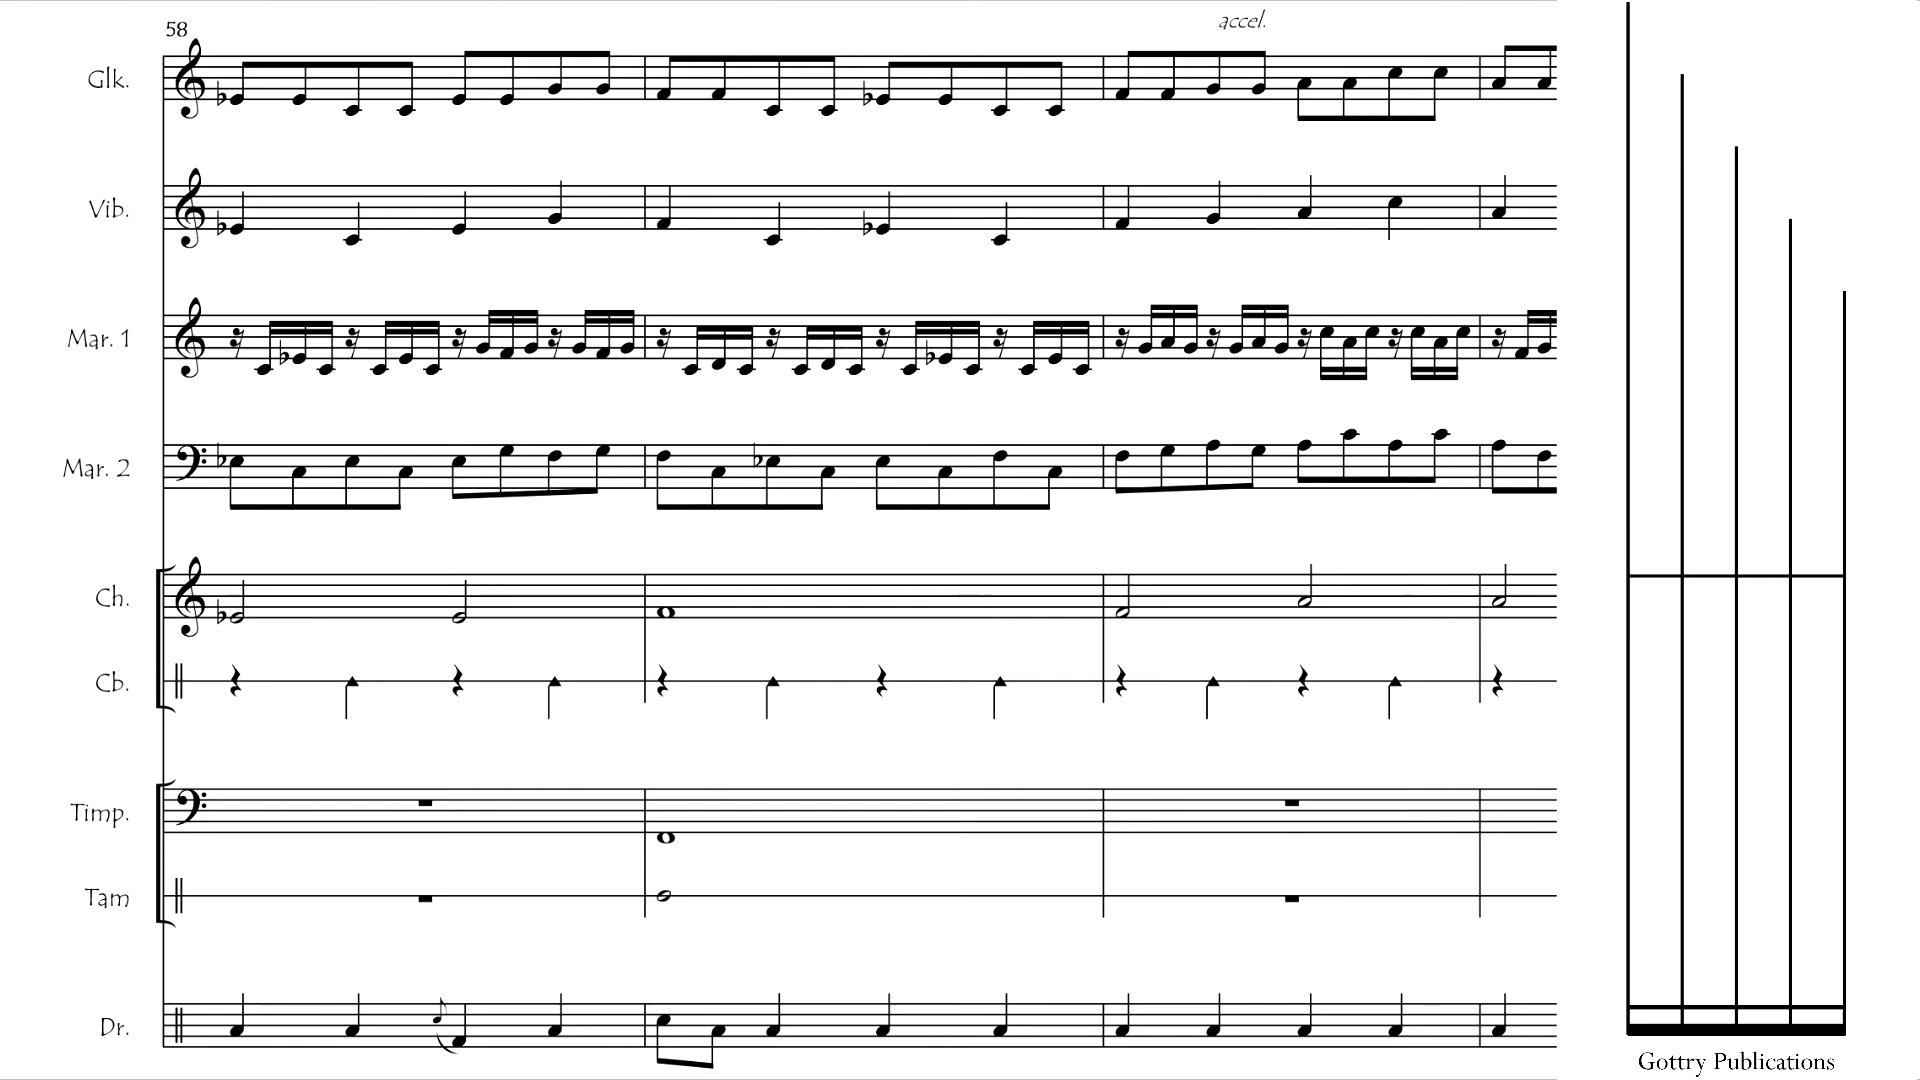 58
accel.
Glk.
Vib.
Mar. 1
Mar. 2
Ch.
Cb.
Timp.
Tam
Dr.
Gottry Publications